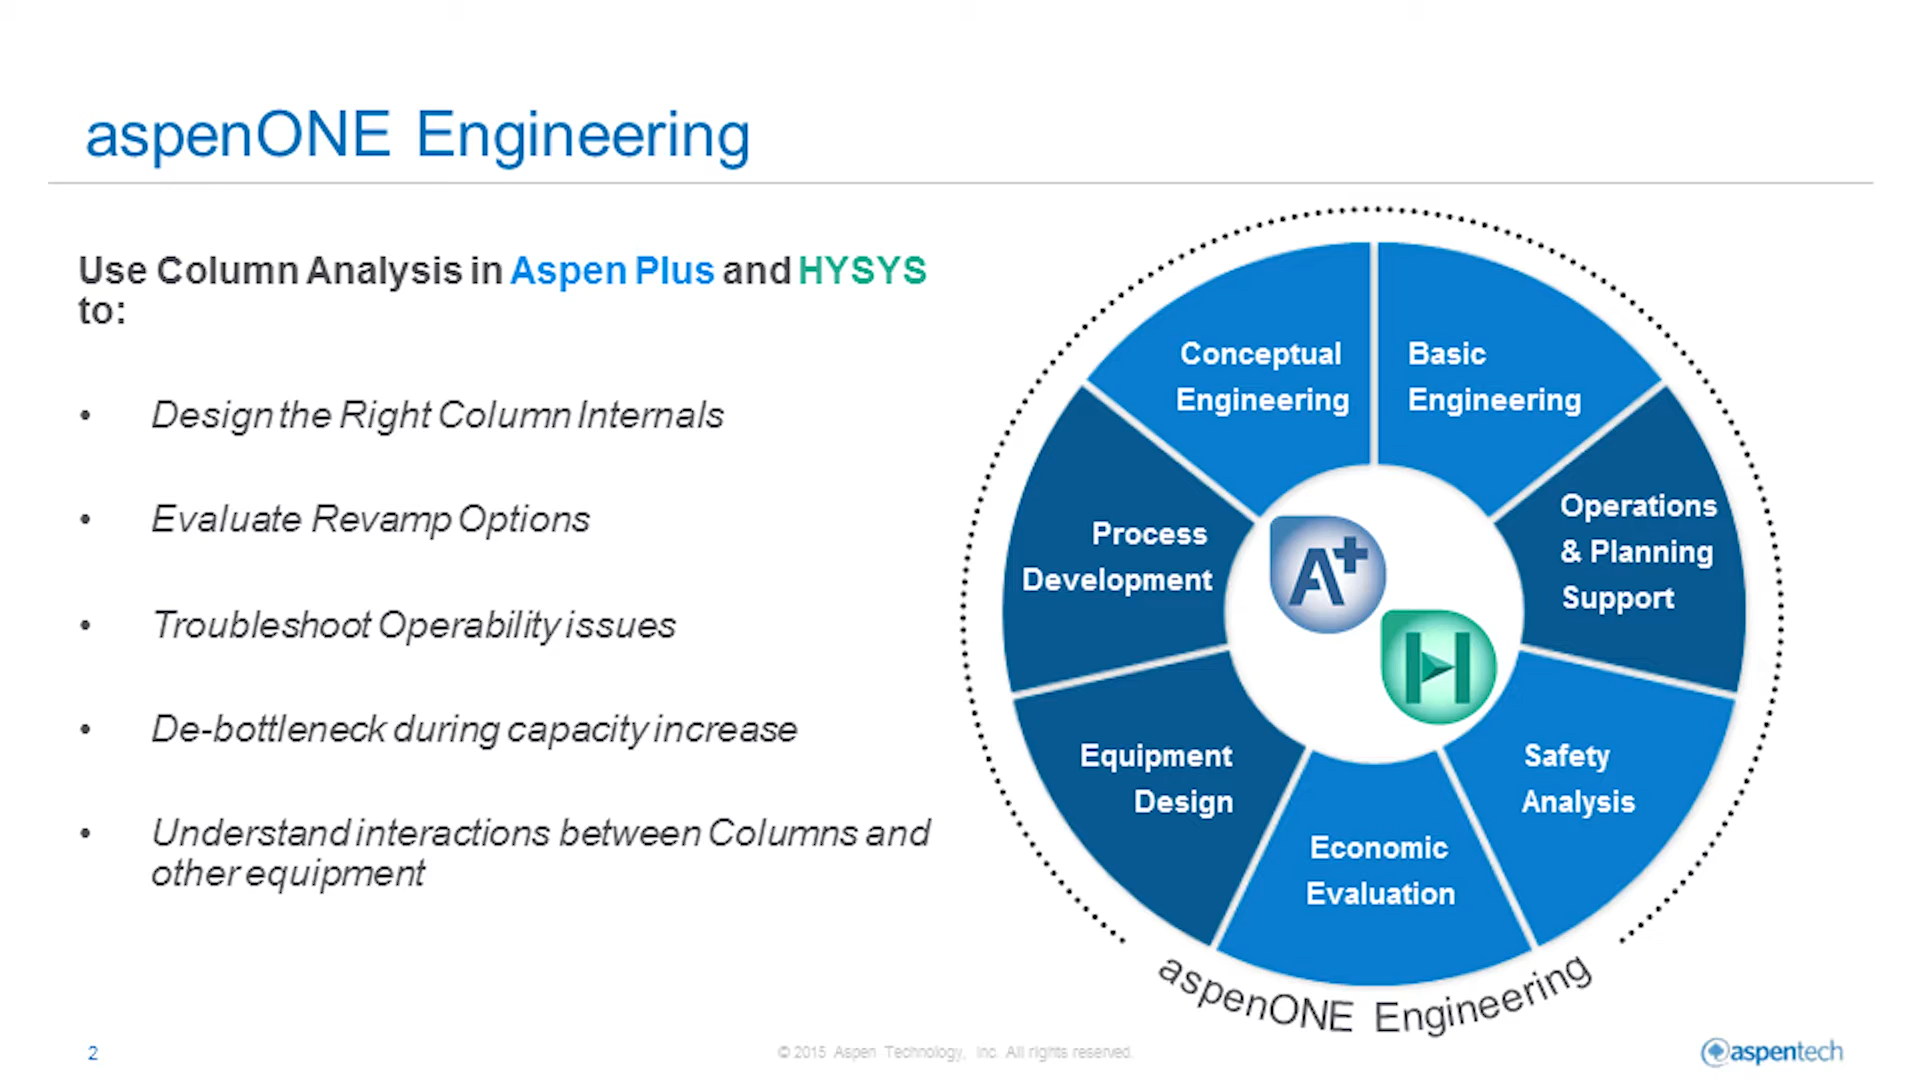 aspenONE Engineering
Use Column Analysis in Aspen Plus and HYSYS
to:
• Design the Right Column Internals
• Evaluate Revamp Options
• Troubleshoot Operability issues
• De-bottleneck during capacity increase
• Understand interactions between Columns and
other equipment
Conceptual
Engineering
Basic
Engineering
Process
Development
Operations
& Planning
Support
A+
H
Equipment
Design
Safety
Analysis
Economic
Evaluation
aspenONE Engineering
2
© 2015 Aspen Technology, Inc. All rights reserved.
aspentech